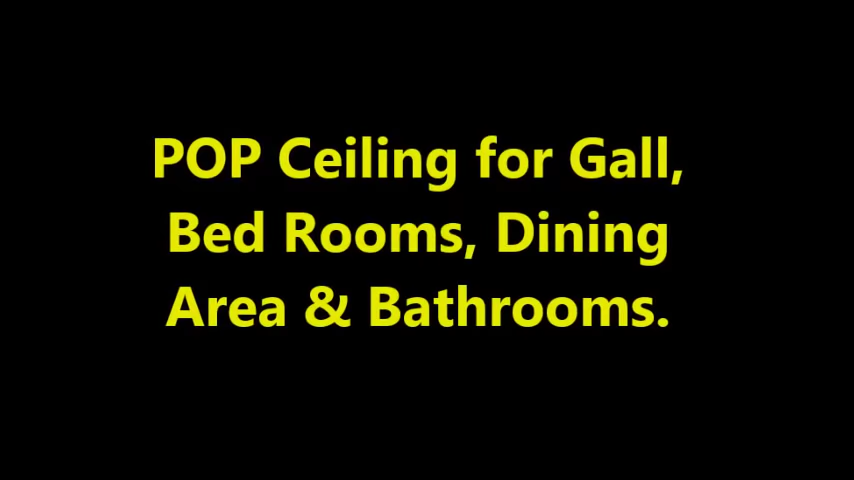 POP Ceiling for Gall,
Bed Rooms, Dining
Area & Bathrooms.